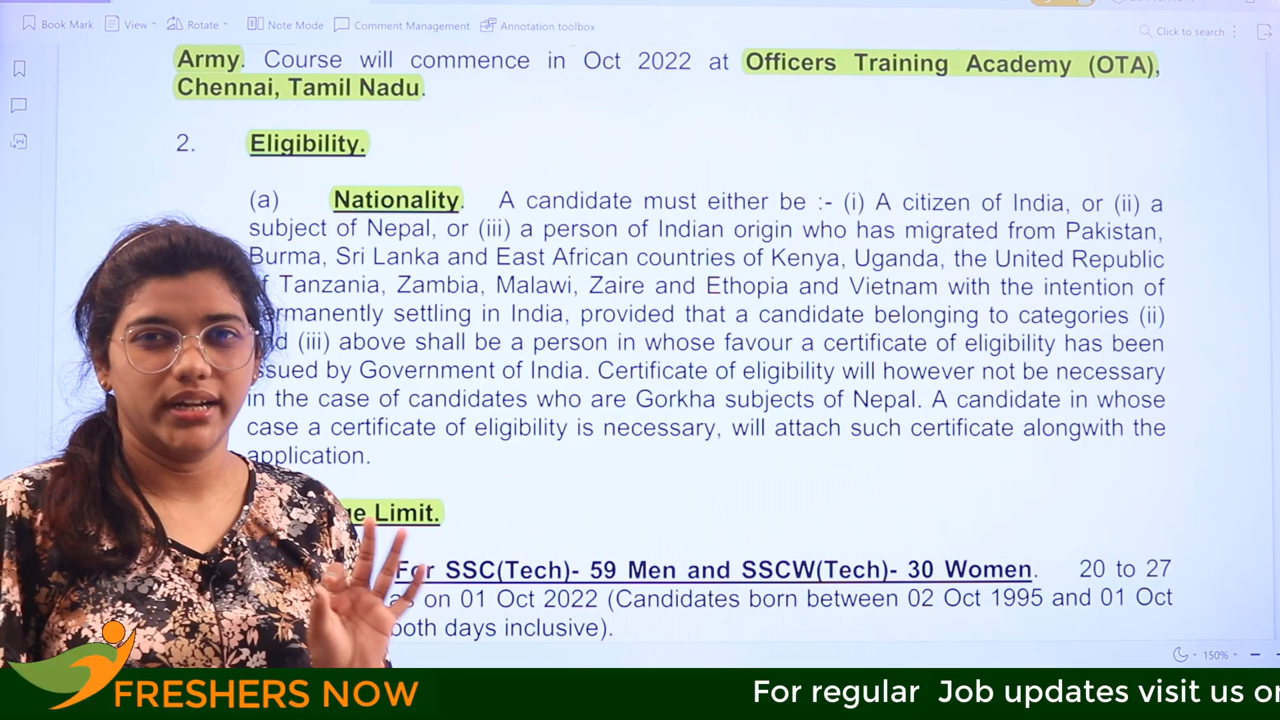 Book Mark View Rotate Note Mode Comment Management Annotation toolbox Click to search
Army. Course will commence in Oct 2022 at Officers Training Academy (OTA),
Chennai, Tamil Nadu.
2. Eligibility.
(a) Nationality. A candidate must either be :- (i) A citizen of India, or (ii) a
subject of Nepal, or (iii) a person of Indian origin who has migrated from Pakistan,
Burma, Sri Lanka and East African countries of Kenya, Uganda, the United Republic
Tanzania, Zambia, Malawi, Zaire and Ethopia and Vietnam with the intention of
ermanently settling in India, provided that a candidate belonging to categories (ii)
nd (iii) above shall be a person in whose favour a certificate of eligibility has been
ssued by Government of India. Certificate of eligibility will however not be necessary
in the case of candidates who are Gorkha subjects of Nepal. A candidate in whose
case a certificate of eligibility is necessary, will attach such certificate alongwith the
application.
ge Limit.
For SSC(Tech)- 59 Men and SSCW(Tech)- 30 Women. 20 to 27
as on 01 Oct 2022 (Candidates born between 02 Oct 1995 and 01 Oct
both days inclusive).
150%
FRESHERS NOW
For regular Job updates visit us on